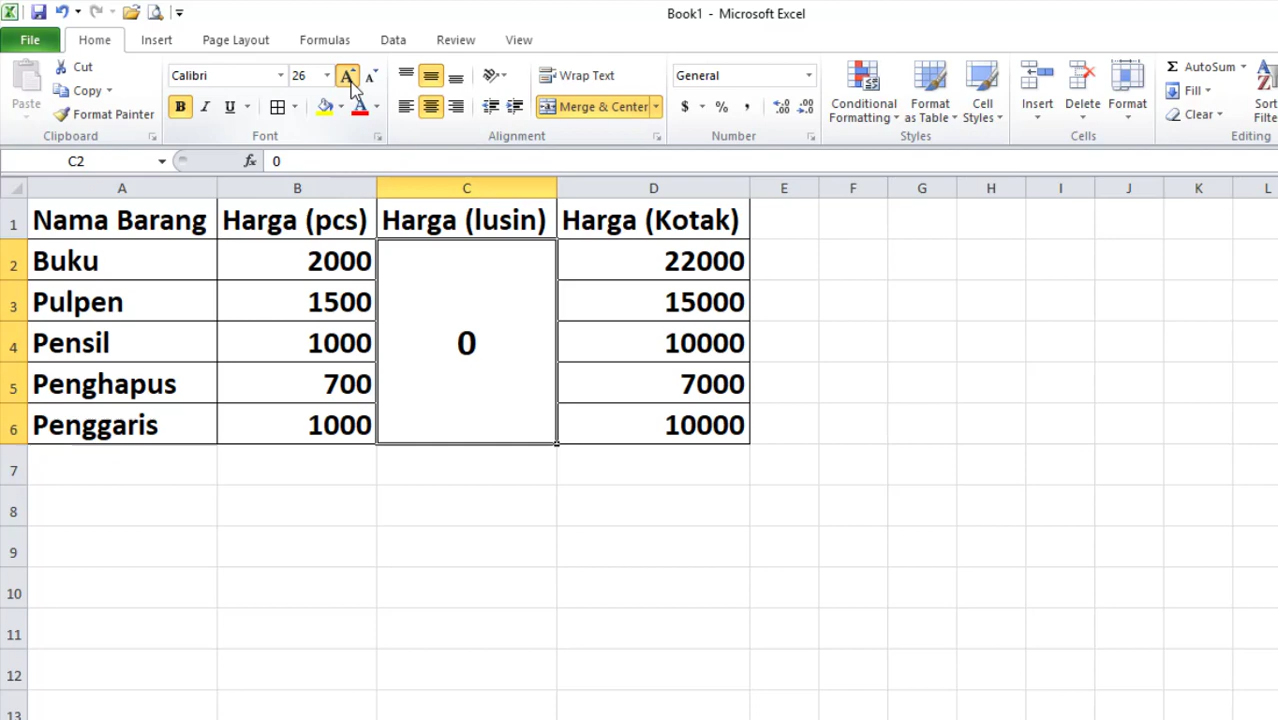 Book1 - Microsoft Excel
File Home Insert Page Layout Formulas Data Review View
Paste
Cut
Copy
Format Painter
Clipboard
Calibri 26
B I U
Font
Wrap Text
Merge & Center
Alignment
General
$ % ,
Number
Conditional Formatting
Format as Table
Cell Styles
Styles
Insert
Delete
Format
Cells
Σ AutoSum
Fill
Clear
Sort
Filte
Editing
C2 fx 0
A B C D E F G H I J K L
1 Nama Barang Harga (pcs) Harga (lusin) Harga (Kotak)
2 Buku 2000 22000
3 Pulpen 1500 15000
4 Pensil 1000 0 10000
5 Penghapus 700 7000
6 Penggaris 1000 10000
7
8
9
10
11
12
13